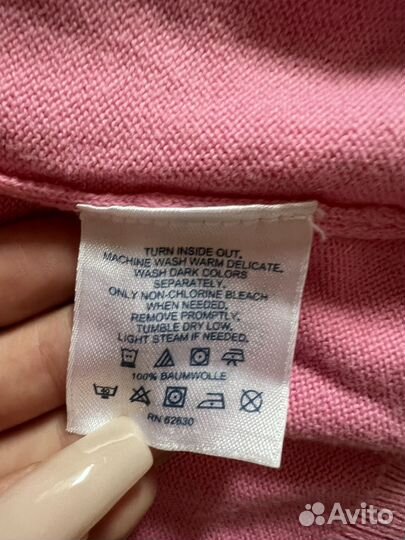 TURN INSIDE OUT.
MACHINE WASH WARM DELICATE.
WASH DARK COLORS
SEPARATELY.
ONLY NON-CHLORINE BLEACH
WHEN NEEDED.
REMOVE PROMPTLY.
TUMBLE DRY LOW.
LIGHT STEAM IF NEEDED.
100% BAUMWOLLE
RN 62630
Avito